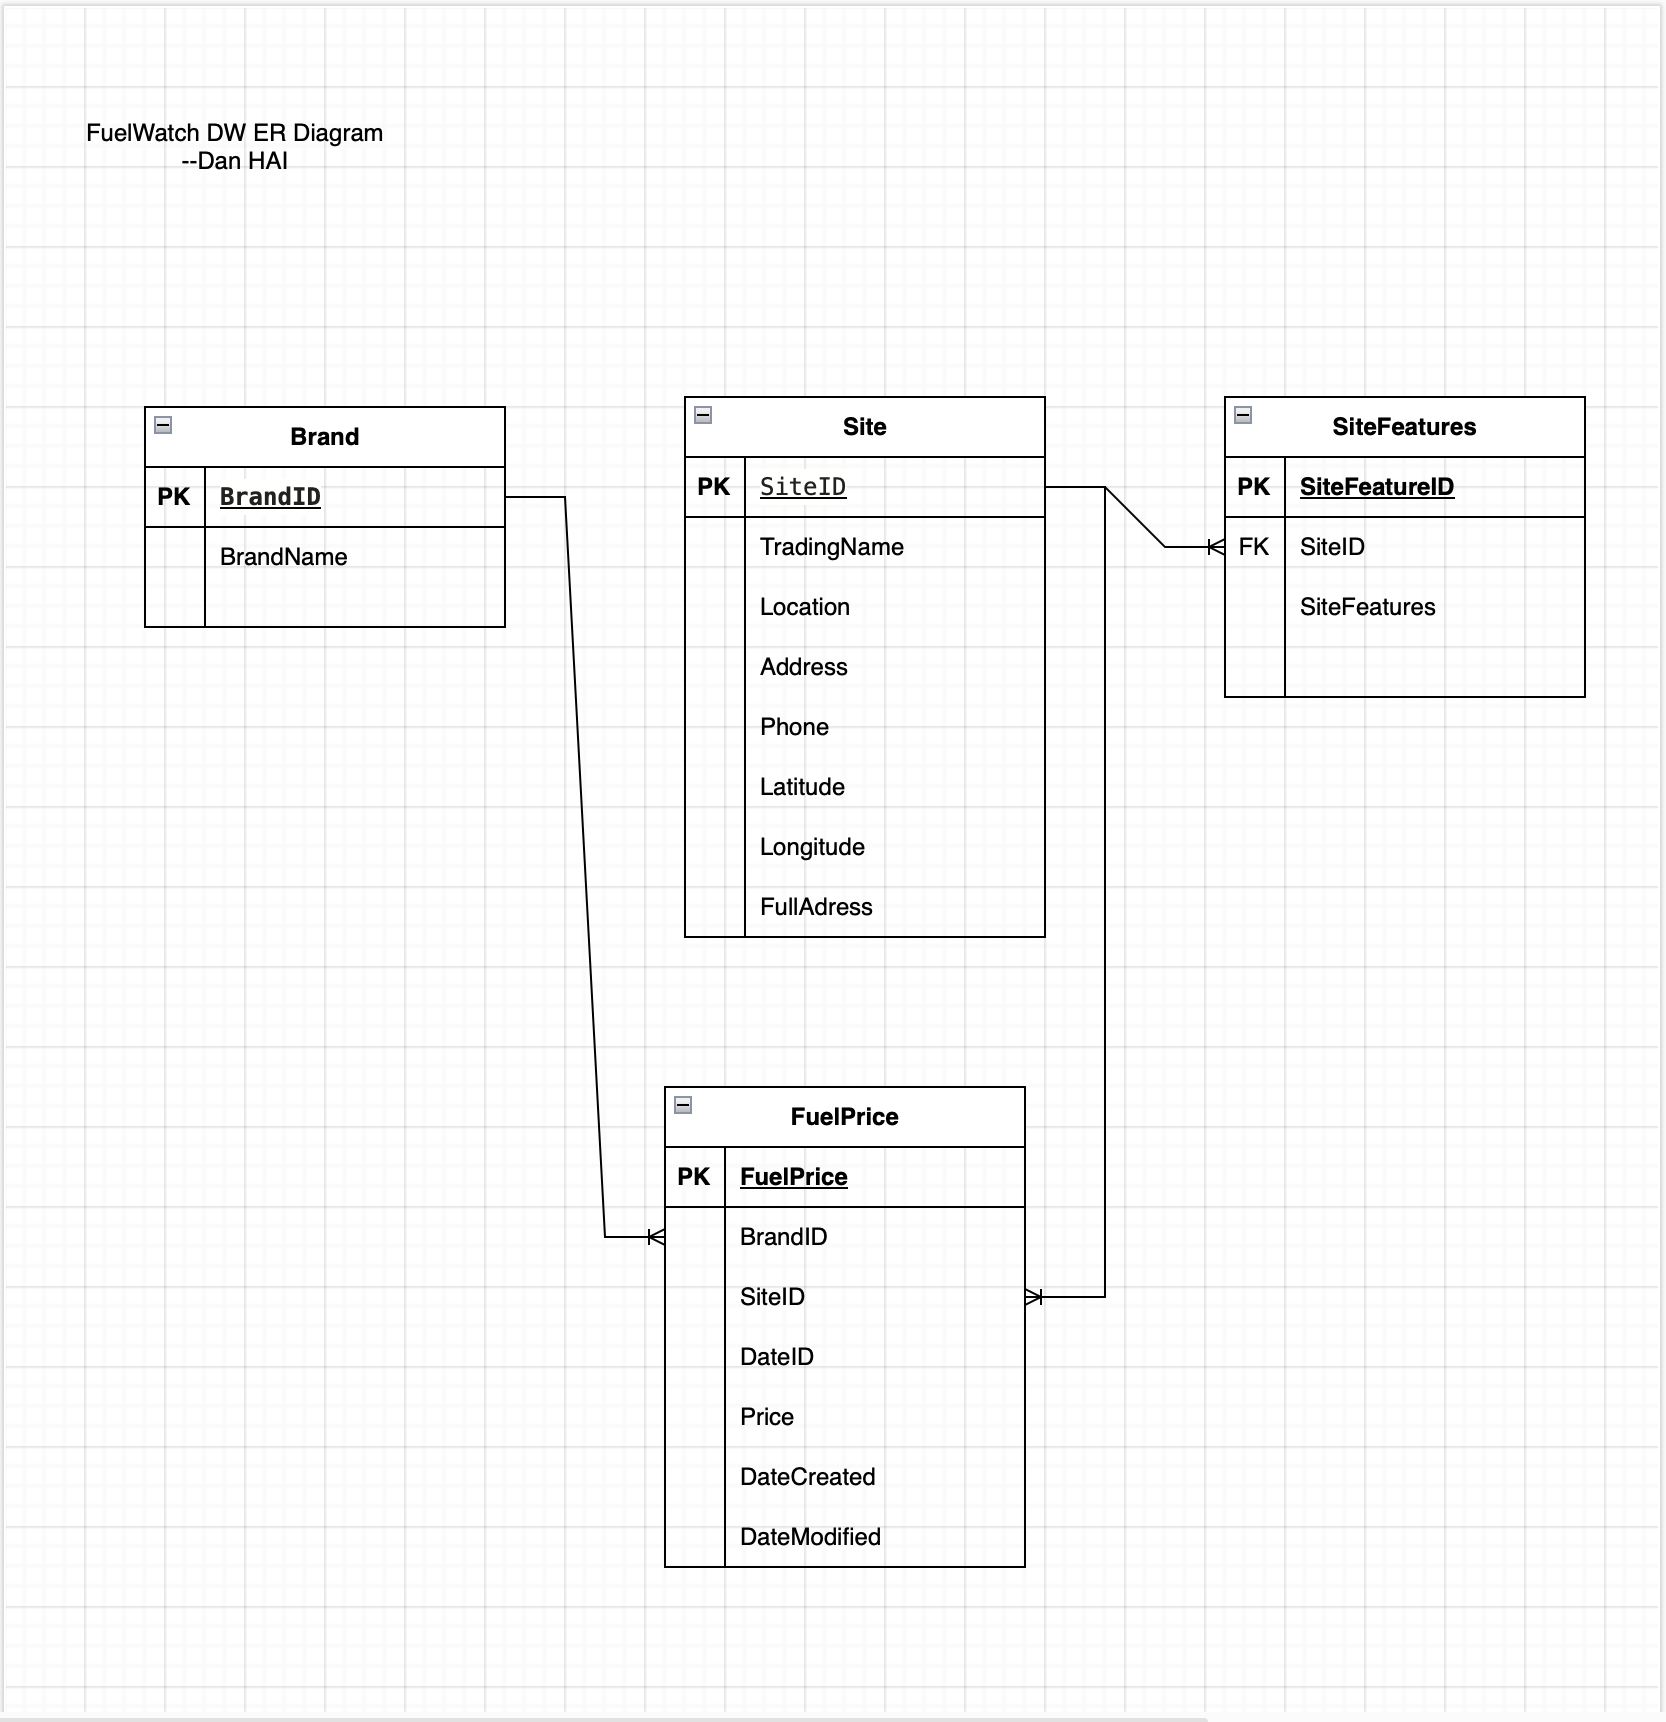 FuelWatch DW ER Diagram
--Dan HAI
Brand
PK BrandID
BrandName
Site
PK SiteID
TradingName
Location
Address
Phone
Latitude
Longitude
FullAdress
SiteFeatures
PK SiteFeatureID
FK SiteID
SiteFeatures
FuelPrice
PK FuelPrice
BrandID
SiteID
DateID
Price
DateCreated
DateModified